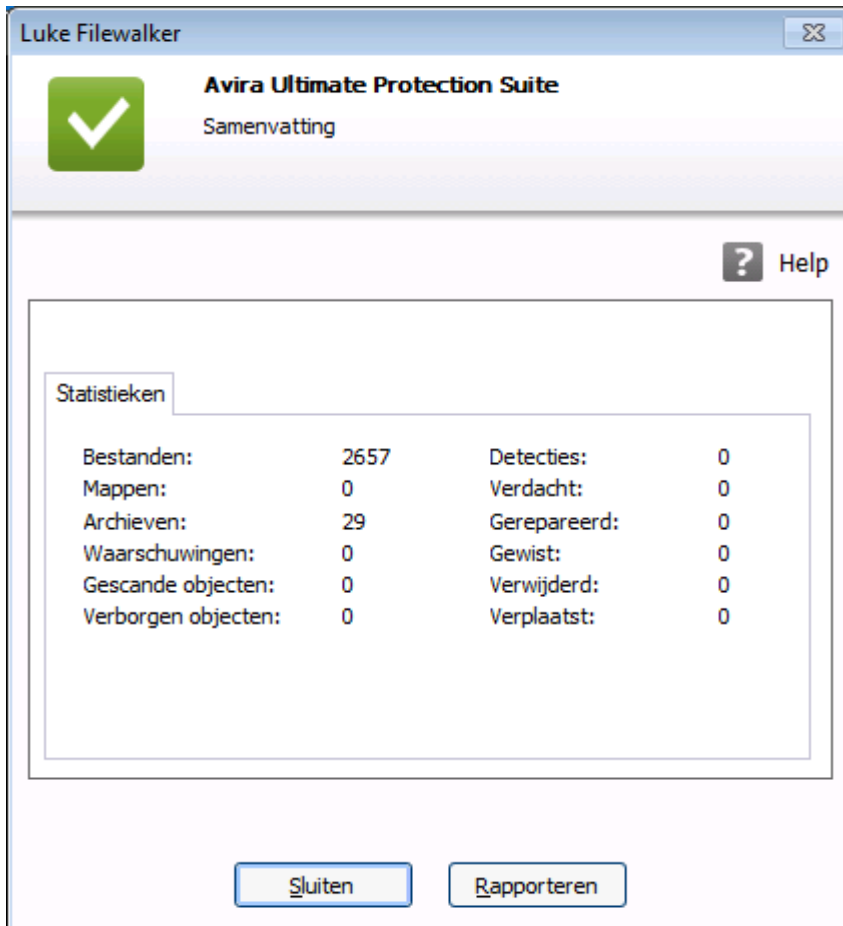 Luke Filewalker
Avira Ultimate Protection Suite
Samenvatting
? Help
Statistieken
Bestanden: 2657 Detecties: 0
Mappen: 0 Verdacht: 0
Archieven: 29 Gerepareerd: 0
Waarschuwingen: 0 Gewist: 0
Gescande objecten: 0 Verwijderd: 0
Verborgen objecten: 0 Verplaatst: 0
Sluiten Rapporteren